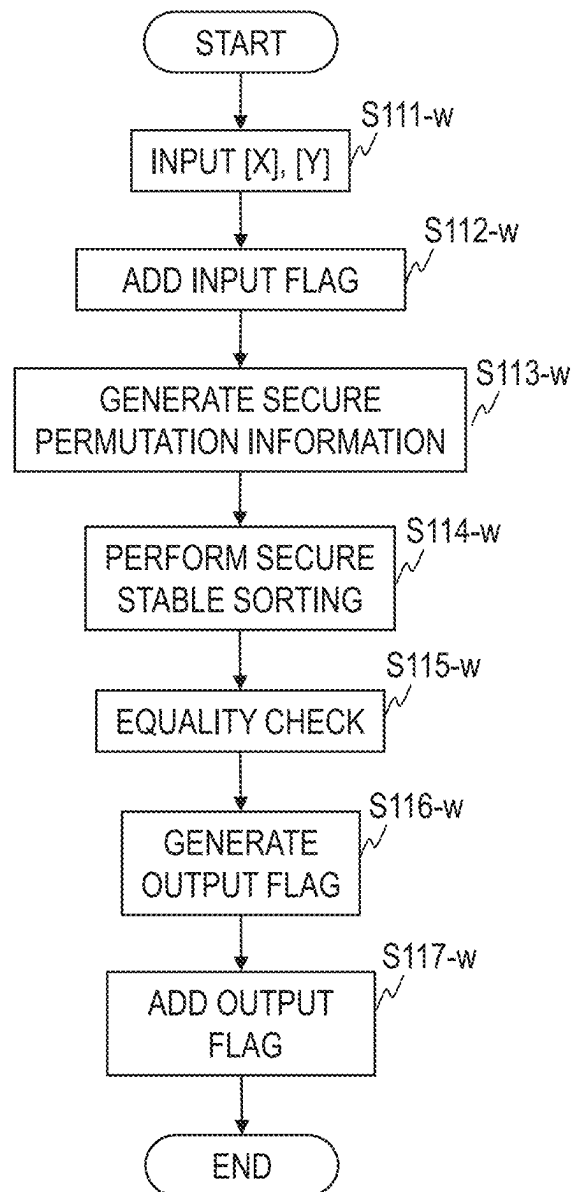 START
S111-w
INPUT [X], [Y]
S112-w
ADD INPUT FLAG
S113-w
GENERATE SECURE
PERMUTATION INFORMATION
S114-w
PERFORM SECURE
STABLE SORTING
S115-w
EQUALITY CHECK
S116-w
GENERATE
OUTPUT FLAG
S117-w
ADD OUTPUT
FLAG
END